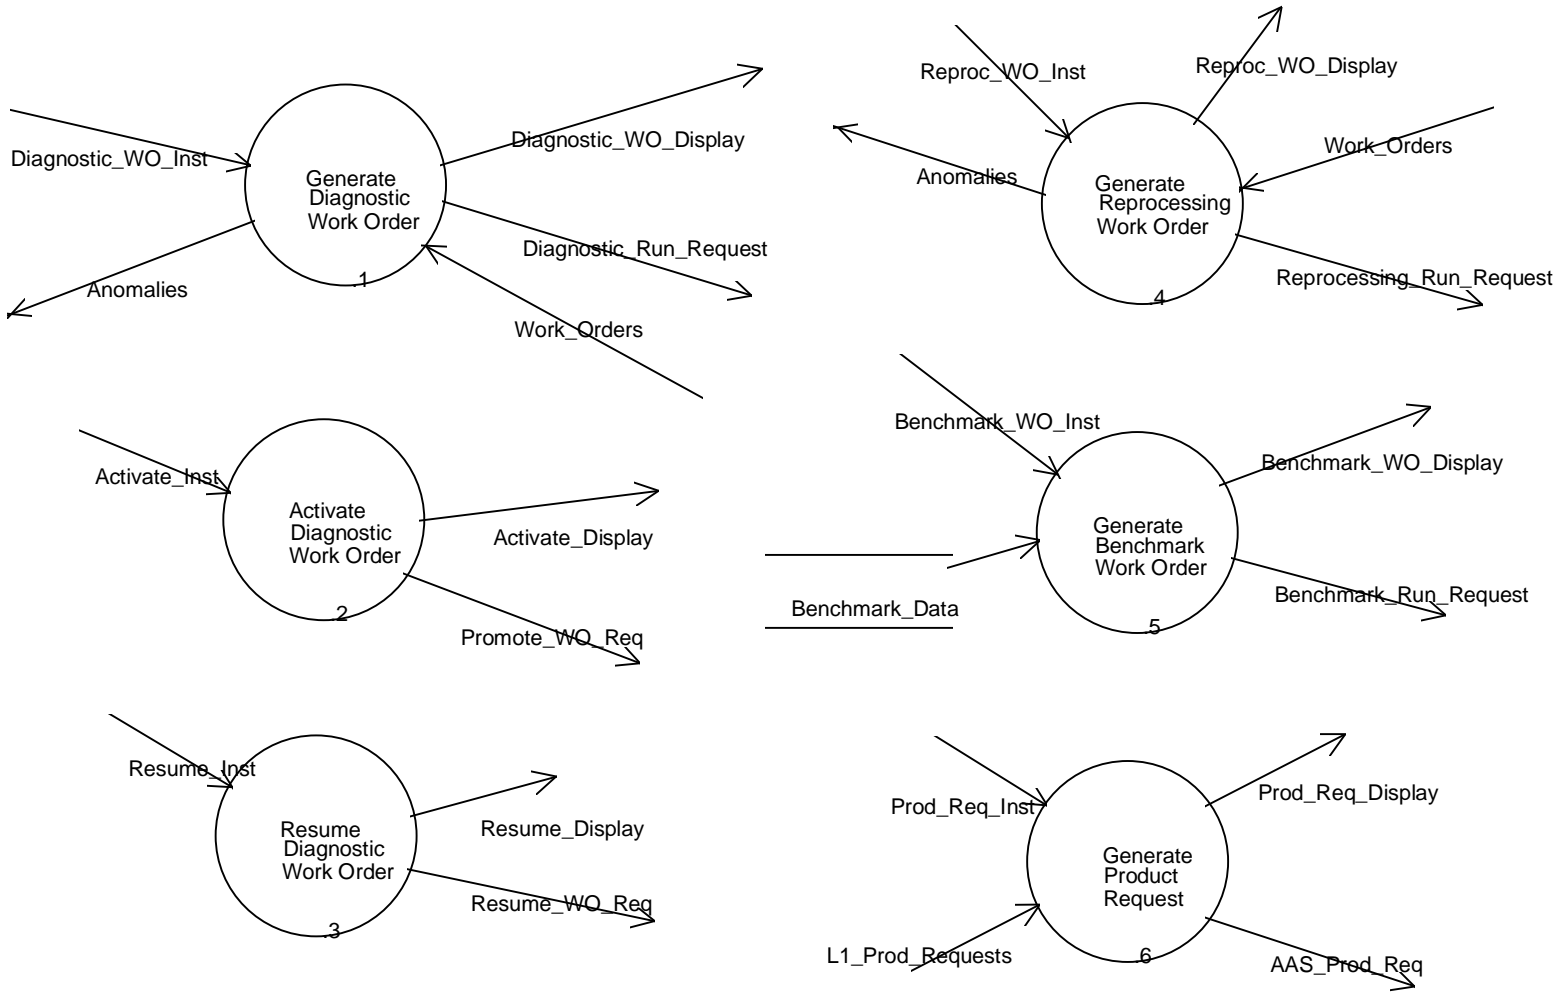 Diagnostic_WO_Inst
Diagnostic_WO_Display
Generate
Diagnostic
Work Order
.1
Diagnostic_Run_Request
Anomalies
Work_Orders
Reproc_WO_Inst
Reproc_WO_Display
Anomalies
Work_Orders
Generate
Reprocessing
Work Order
.4
Reprocessing_Run_Request
Activate_Inst
Activate
Diagnostic
Work Order
.2
Activate_Display
Promote_WO_Req
Benchmark_WO_Inst
Benchmark_WO_Display
Generate
Benchmark
Work Order
.5
Benchmark_Data
Benchmark_Run_Request
Resume_Inst
Resume
Diagnostic
Work Order
.3
Resume_Display
Resume_WO_Req
Prod_Req_Inst
Prod_Req_Display
Generate
Product
Request
.6
L1_Prod_Requests
AAS_Prod_Req